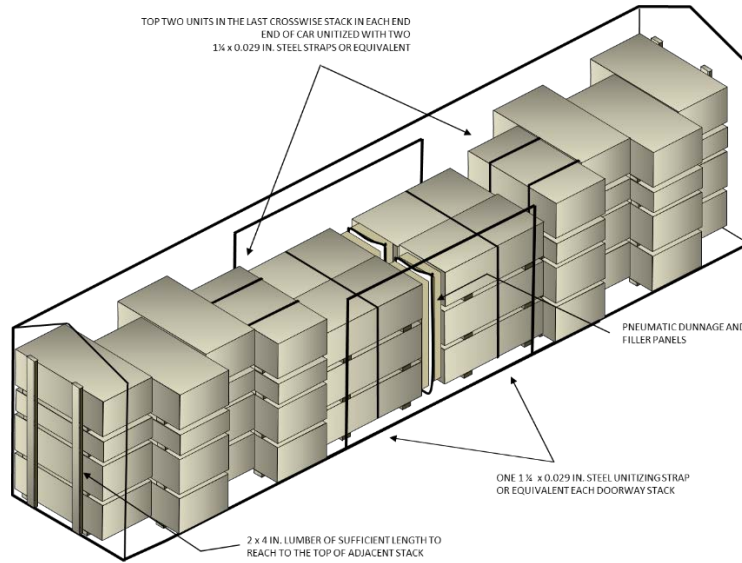 TOP TWO UNITS IN THE LAST CROSSWISE STACK IN EACH END
END OF CAR UNITIZED WITH TWO
1¼ x 0.029 IN. STEEL STRAPS OR EQUIVALENT
PNEUMATIC DUNNAGE AND
FILLER PANELS
ONE 1 ¼ x 0.029 IN. STEEL UNITIZING STRAP
OR EQUIVALENT EACH DOORWAY STACK
2 x 4 IN. LUMBER OF SUFFICIENT LENGTH TO
REACH TO THE TOP OF ADJACENT STACK